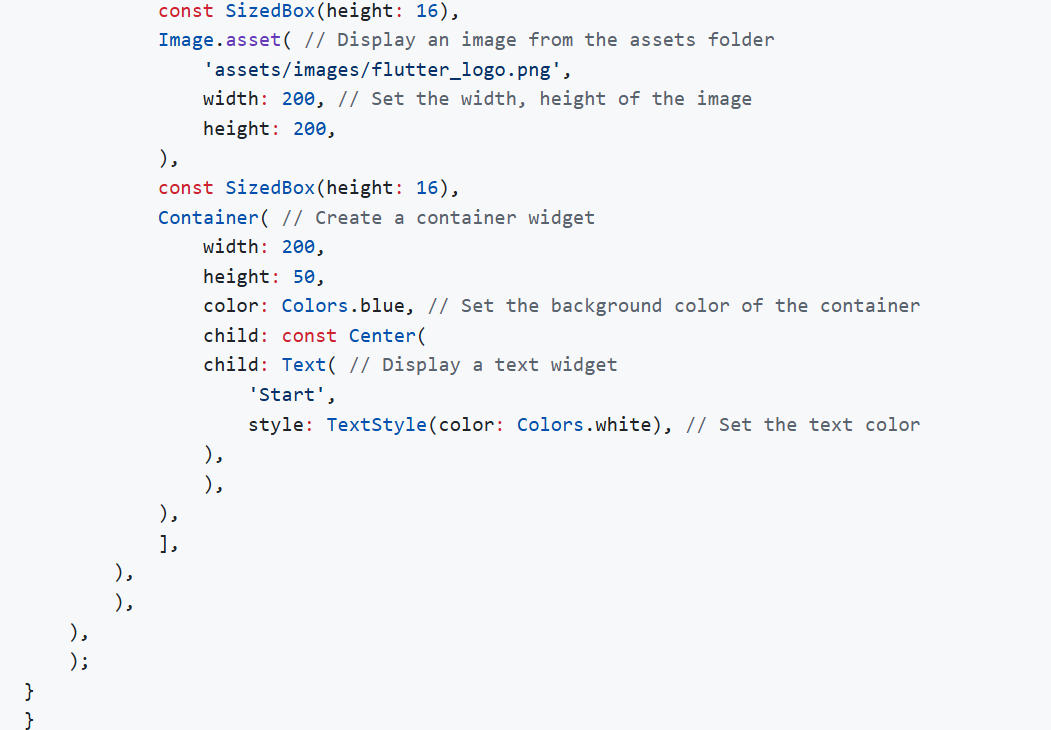 const SizedBox(height: 16),
Image.asset( // Display an image from the assets folder
'assets/images/flutter_logo.png',
width: 200, // Set the width, height of the image
height: 200,
),
const SizedBox(height: 16),
Container( // Create a container widget
width: 200,
height: 50,
color: Colors.blue, // Set the background color of the container
child: const Center(
child: Text( // Display a text widget
'Start',
style: TextStyle(color: Colors.white), // Set the text color
),
),
),
],
),
),
),
);
}
}